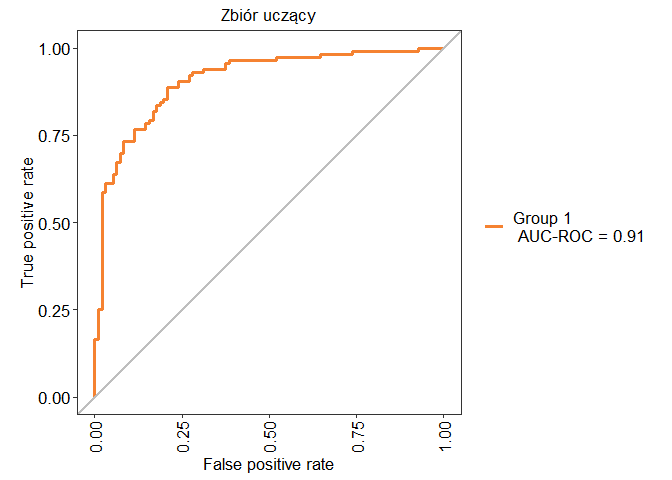 Zbiór uczący
1.00
0.75
0.50
0.25
0.00
True positive rate
0.00
0.25
0.50
0.75
1.00
False positive rate
Group 1
AUC-ROC = 0.91